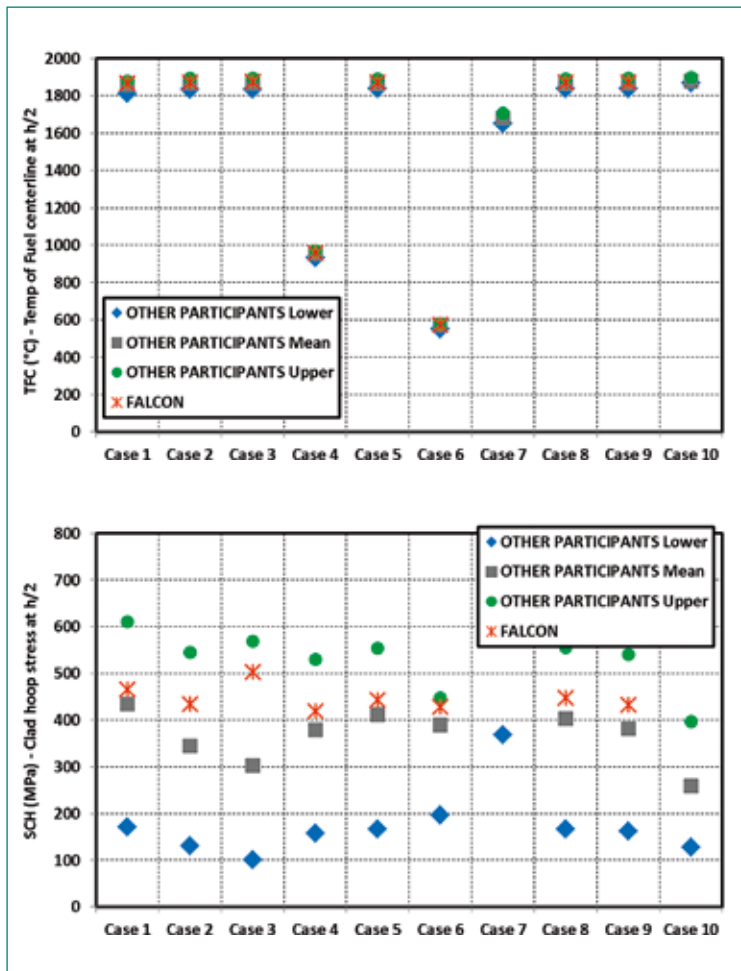 2000
1800
1600
1400
1200
1000
800
600
400
200
0
TFC (°C) - Temp of Fuel centerline at h/2
OTHER PARTICIPANTS Lower
OTHER PARTICIPANTS Mean
OTHER PARTICIPANTS Upper
FALCON
Case 1 Case 2 Case 3 Case 4 Case 5 Case 6 Case 7 Case 8 Case 9 Case 10
800
700
600
500
400
300
200
100
0
SCH (MPa) - Clad hoop stress at h/2
OTHER PARTICIPANTS Lower
OTHER PARTICIPANTS Mean
OTHER PARTICIPANTS Upper
FALCON
Case 1 Case 2 Case 3 Case 4 Case 5 Case 6 Case 7 Case 8 Case 9 Case 10